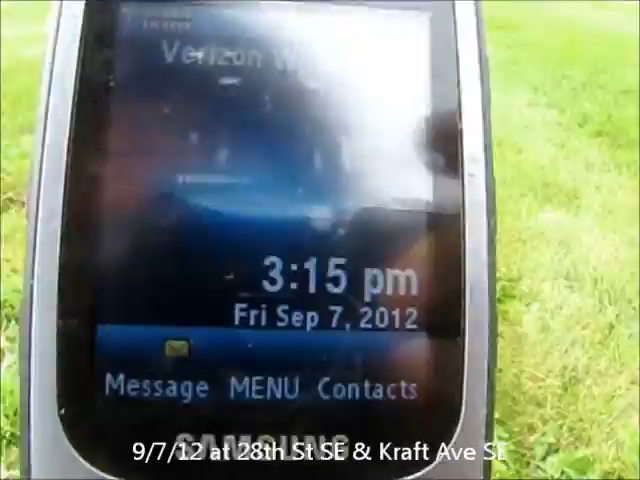 Verizon
3:15 pm
Fri Sep 7, 2012
Message MENU Contacts
SAMSUNG
9/7/12 at 28th St SE & Kraft Ave SE